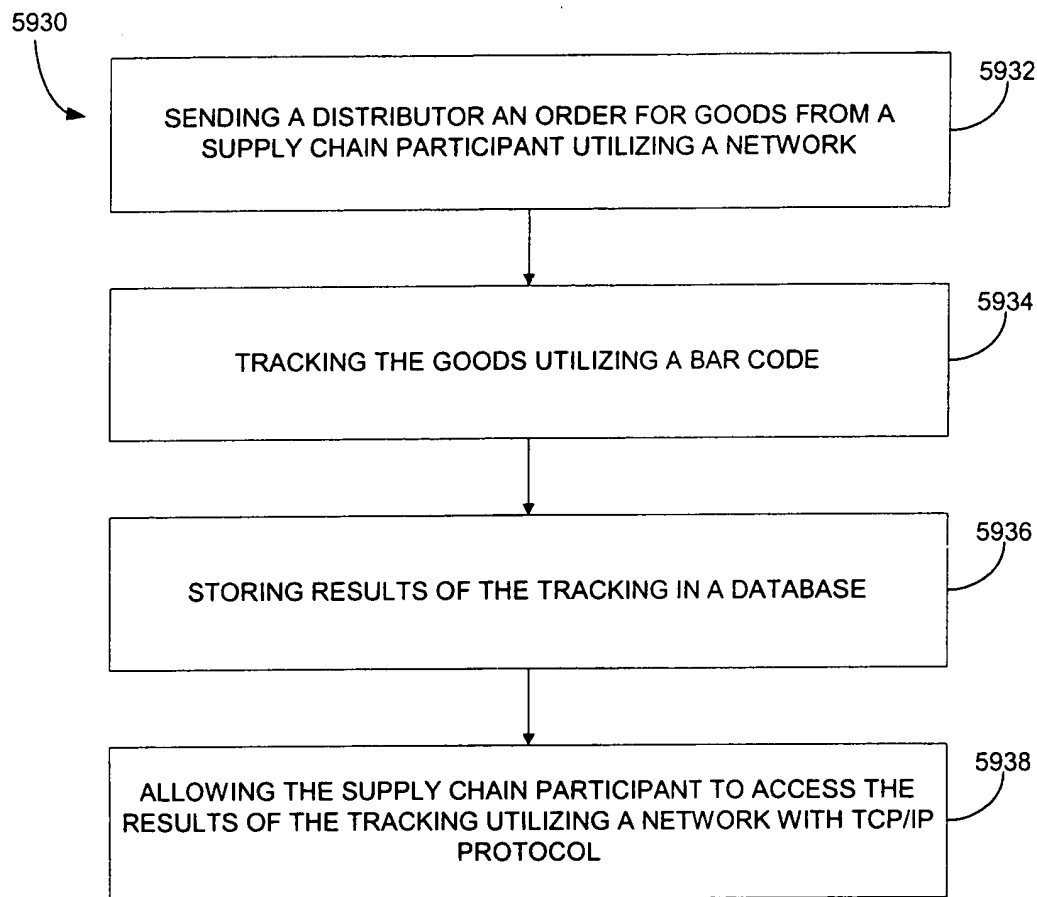 5930
5932
SENDING A DISTRIBUTOR AN ORDER FOR GOODS FROM A
SUPPLY CHAIN PARTICIPANT UTILIZING A NETWORK
5934
TRACKING THE GOODS UTILIZING A BAR CODE
5936
STORING RESULTS OF THE TRACKING IN A DATABASE
5938
ALLOWING THE SUPPLY CHAIN PARTICIPANT TO ACCESS THE
RESULTS OF THE TRACKING UTILIZING A NETWORK WITH TCP/IP
PROTOCOL